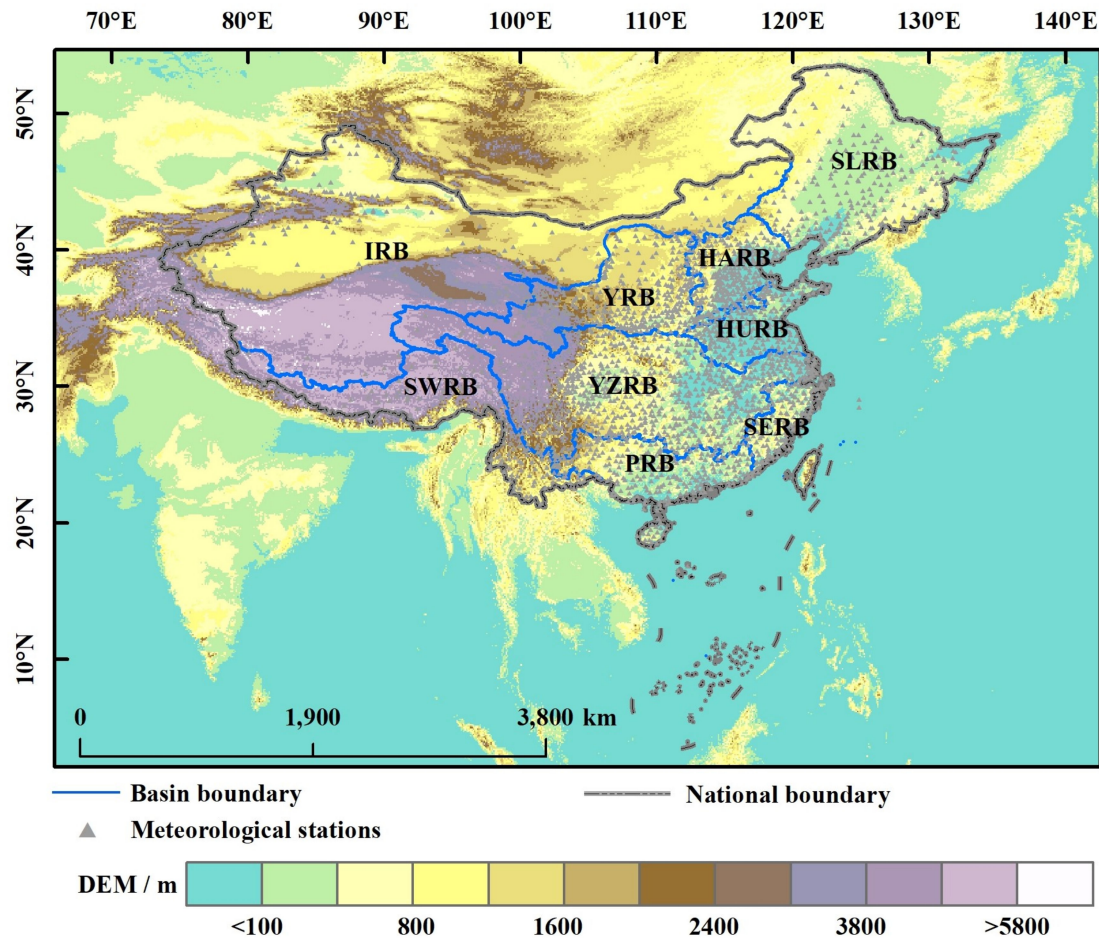 70°E 80°E 90°E 100°E 110°E 120°E 130°E 140°E
50°N
40°N
30°N
20°N
10°N
SLRB
IRB
HARB
YRB
HURB
SWRB
YZRB
SERB
PRB
0 1,900 3,800 km
Basin boundary
National boundary
Meteorological stations
DEM / m
<100 800 1600 2400 3800 >5800